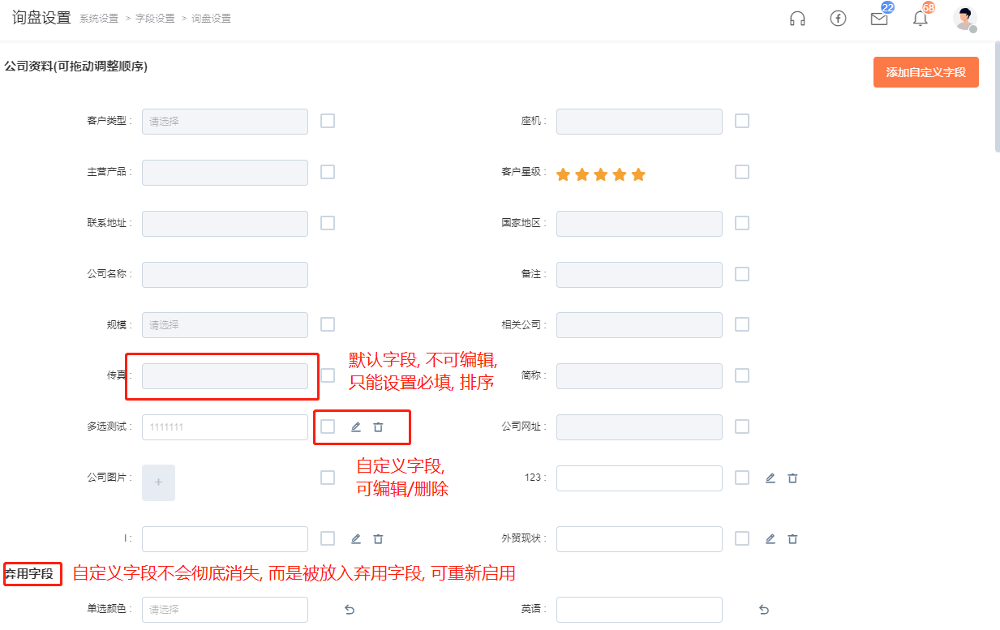 询盘设置 系统设置 > 字段设置 > 询盘设置
22
68
公司资料(可拖动调整顺序)
添加自定义字段
客户类型 : 请选择
座机 :
主营产品 :
客户星级 :
联系地址 :
国家地区 :
公司名称 :
备注 :
规模 : 请选择
相关公司 :
默认字段, 不可编辑,
只能设置必填, 排序
传真 :
简称 :
多选测试 : 1111111
公司网址 :
自定义字段,
可编辑/删除
公司图片 : +
123 :
l :
外贸现状 :
弃用字段 自定义字段不会彻底消失, 而是被放入弃用字段, 可重新启用
单选颜色 : 请选择
英语 :